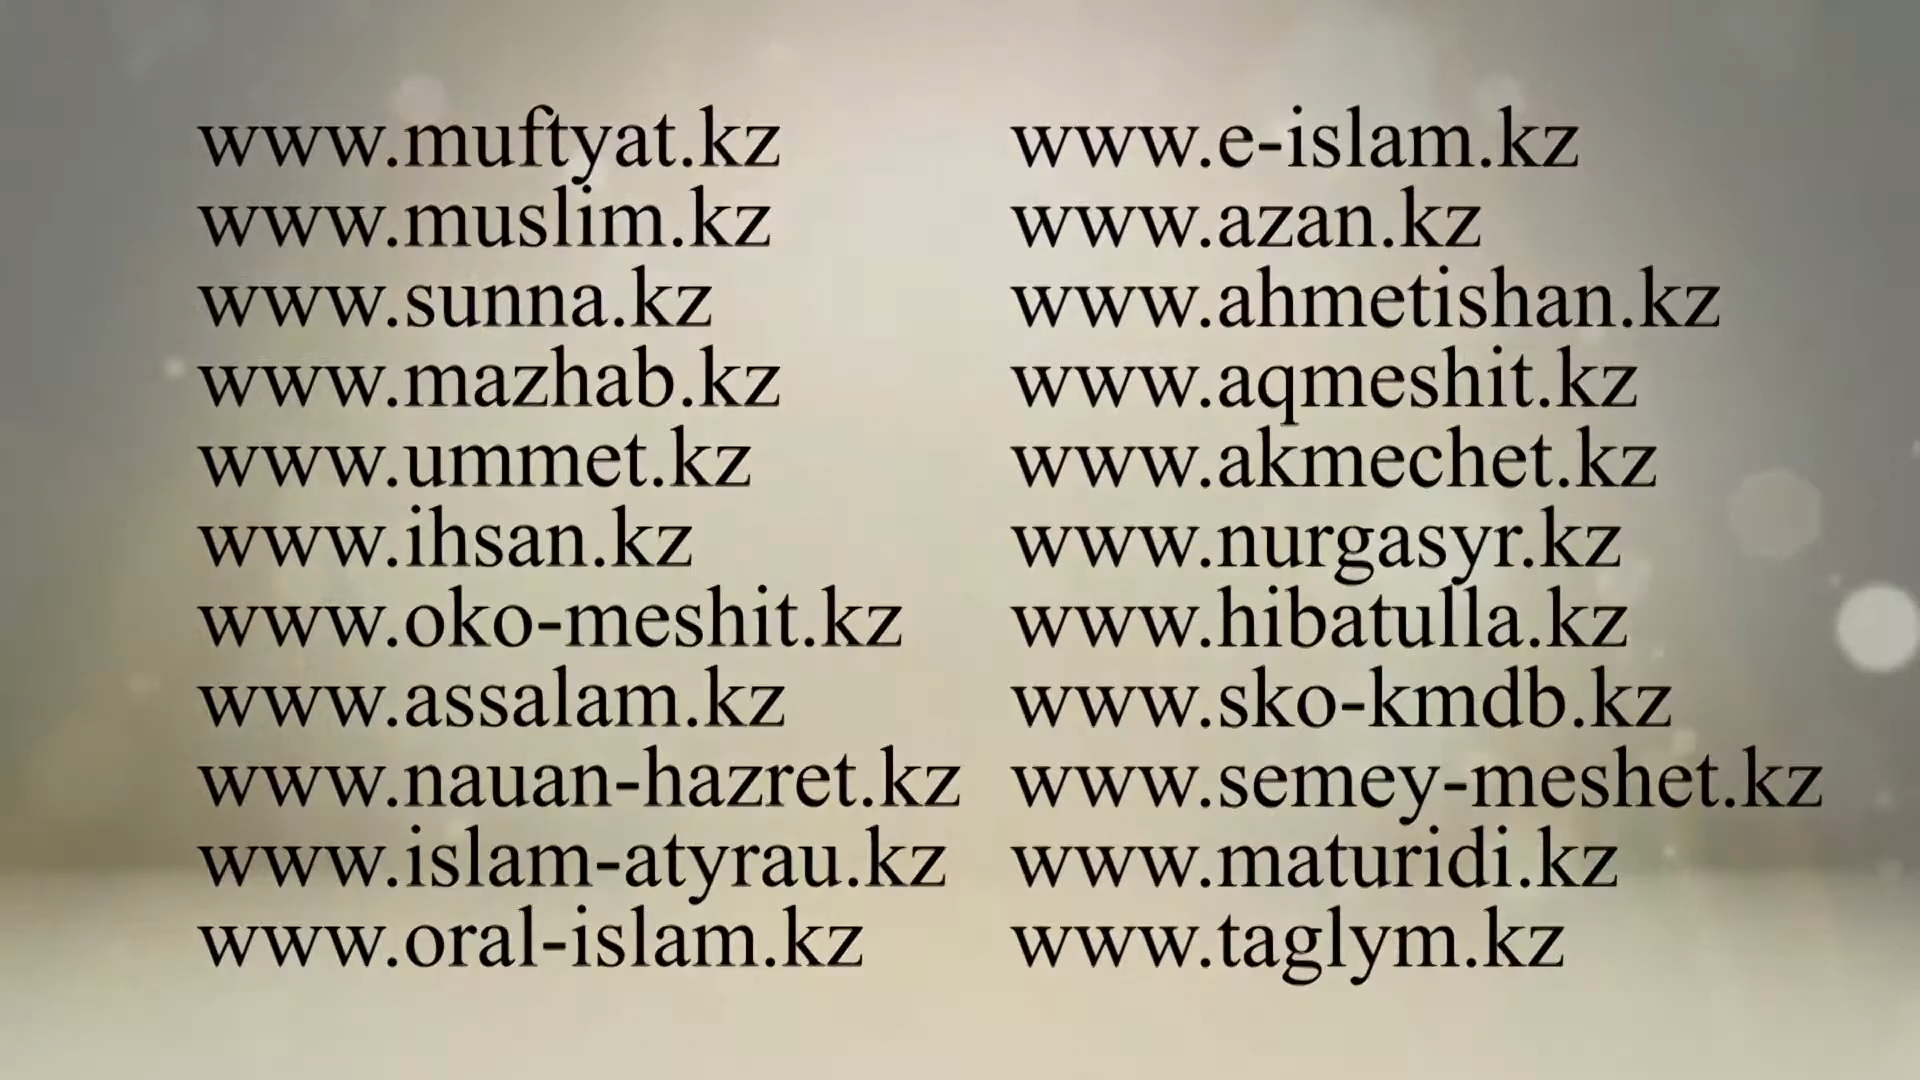 www.muftyat.kz
www.muslim.kz
www.sunna.kz
www.mazhab.kz
www.ummet.kz
www.ihsan.kz
www.oko-meshit.kz
www.assalam.kz
www.nauan-hazret.kz
www.islam-atyrau.kz
www.oral-islam.kz
www.e-islam.kz
www.azan.kz
www.ahmetishan.kz
www.aqmeshit.kz
www.akmechet.kz
www.nurgasyr.kz
www.hibatulla.kz
www.sko-kmdb.kz
www.semey-meshet.kz
www.maturidi.kz
www.taglym.kz